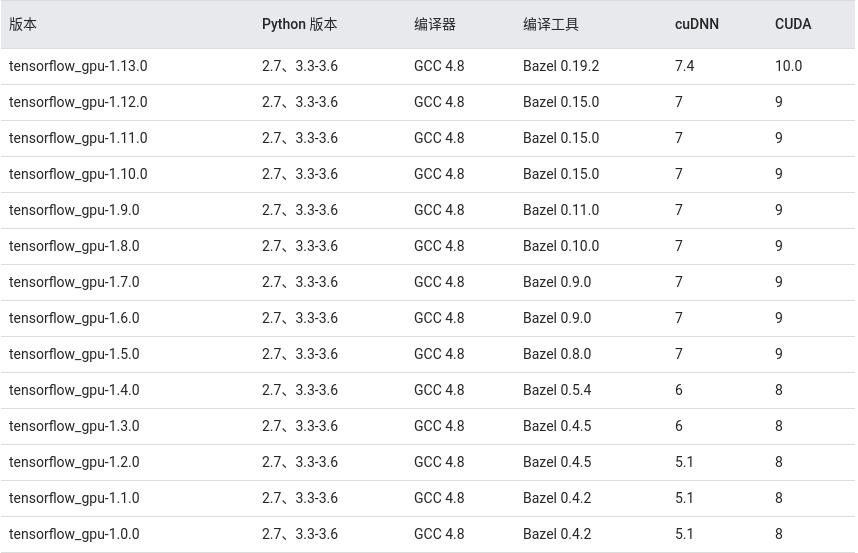 版本 Python 版本 编译器 编译工具 cuDNN CUDA
tensorflow_gpu-1.13.0 2.7、3.3-3.6 GCC 4.8 Bazel 0.19.2 7.4 10.0
tensorflow_gpu-1.12.0 2.7、3.3-3.6 GCC 4.8 Bazel 0.15.0 7 9
tensorflow_gpu-1.11.0 2.7、3.3-3.6 GCC 4.8 Bazel 0.15.0 7 9
tensorflow_gpu-1.10.0 2.7、3.3-3.6 GCC 4.8 Bazel 0.15.0 7 9
tensorflow_gpu-1.9.0 2.7、3.3-3.6 GCC 4.8 Bazel 0.11.0 7 9
tensorflow_gpu-1.8.0 2.7、3.3-3.6 GCC 4.8 Bazel 0.10.0 7 9
tensorflow_gpu-1.7.0 2.7、3.3-3.6 GCC 4.8 Bazel 0.9.0 7 9
tensorflow_gpu-1.6.0 2.7、3.3-3.6 GCC 4.8 Bazel 0.9.0 7 9
tensorflow_gpu-1.5.0 2.7、3.3-3.6 GCC 4.8 Bazel 0.8.0 7 9
tensorflow_gpu-1.4.0 2.7、3.3-3.6 GCC 4.8 Bazel 0.5.4 6 8
tensorflow_gpu-1.3.0 2.7、3.3-3.6 GCC 4.8 Bazel 0.4.5 6 8
tensorflow_gpu-1.2.0 2.7、3.3-3.6 GCC 4.8 Bazel 0.4.5 5.1 8
tensorflow_gpu-1.1.0 2.7、3.3-3.6 GCC 4.8 Bazel 0.4.2 5.1 8
tensorflow_gpu-1.0.0 2.7、3.3-3.6 GCC 4.8 Bazel 0.4.2 5.1 8